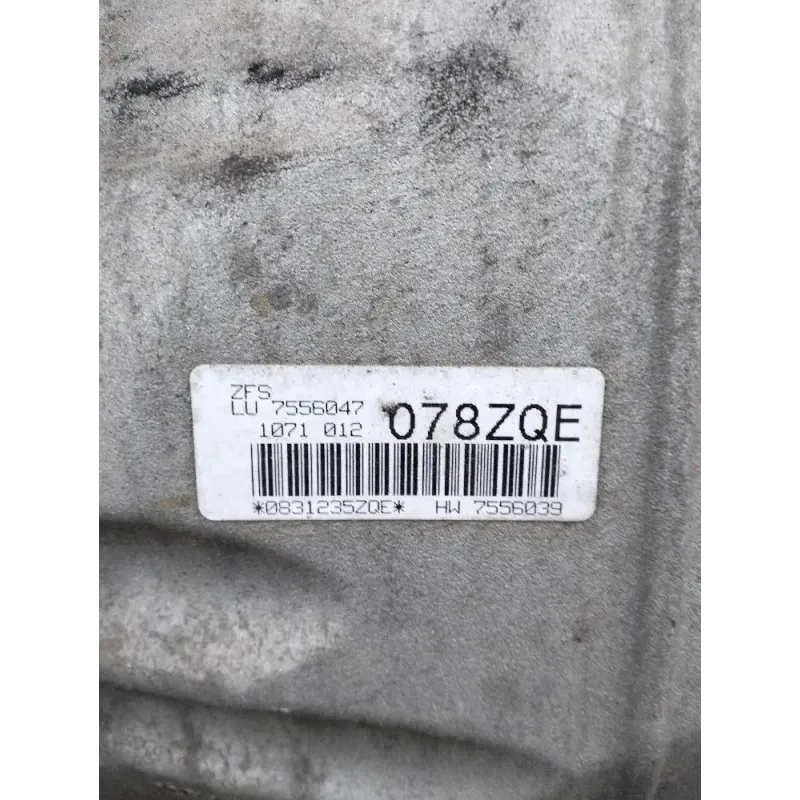 ZFS
LU 7556047
1071 012 078ZQE
*0831235ZQE* HW 7556039